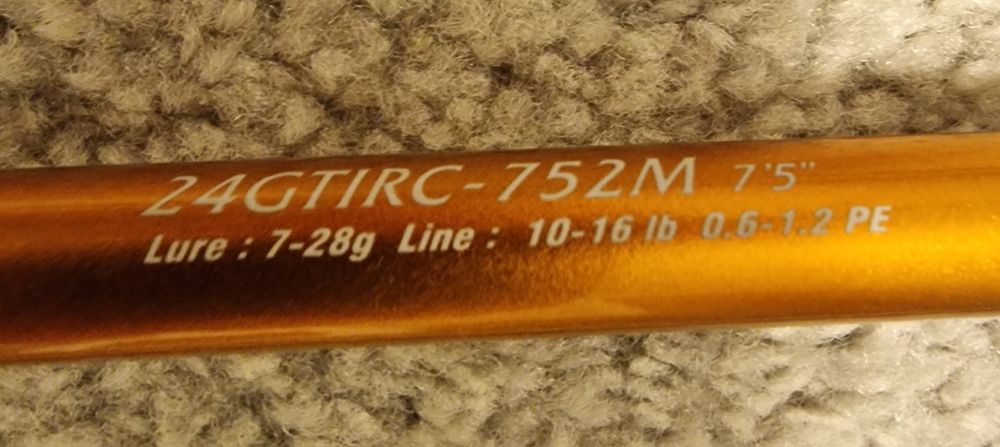 24GTIRC-752M 7'5"
Lure : 7-28g Line : 10-16 lb 0.6-1.2 PE